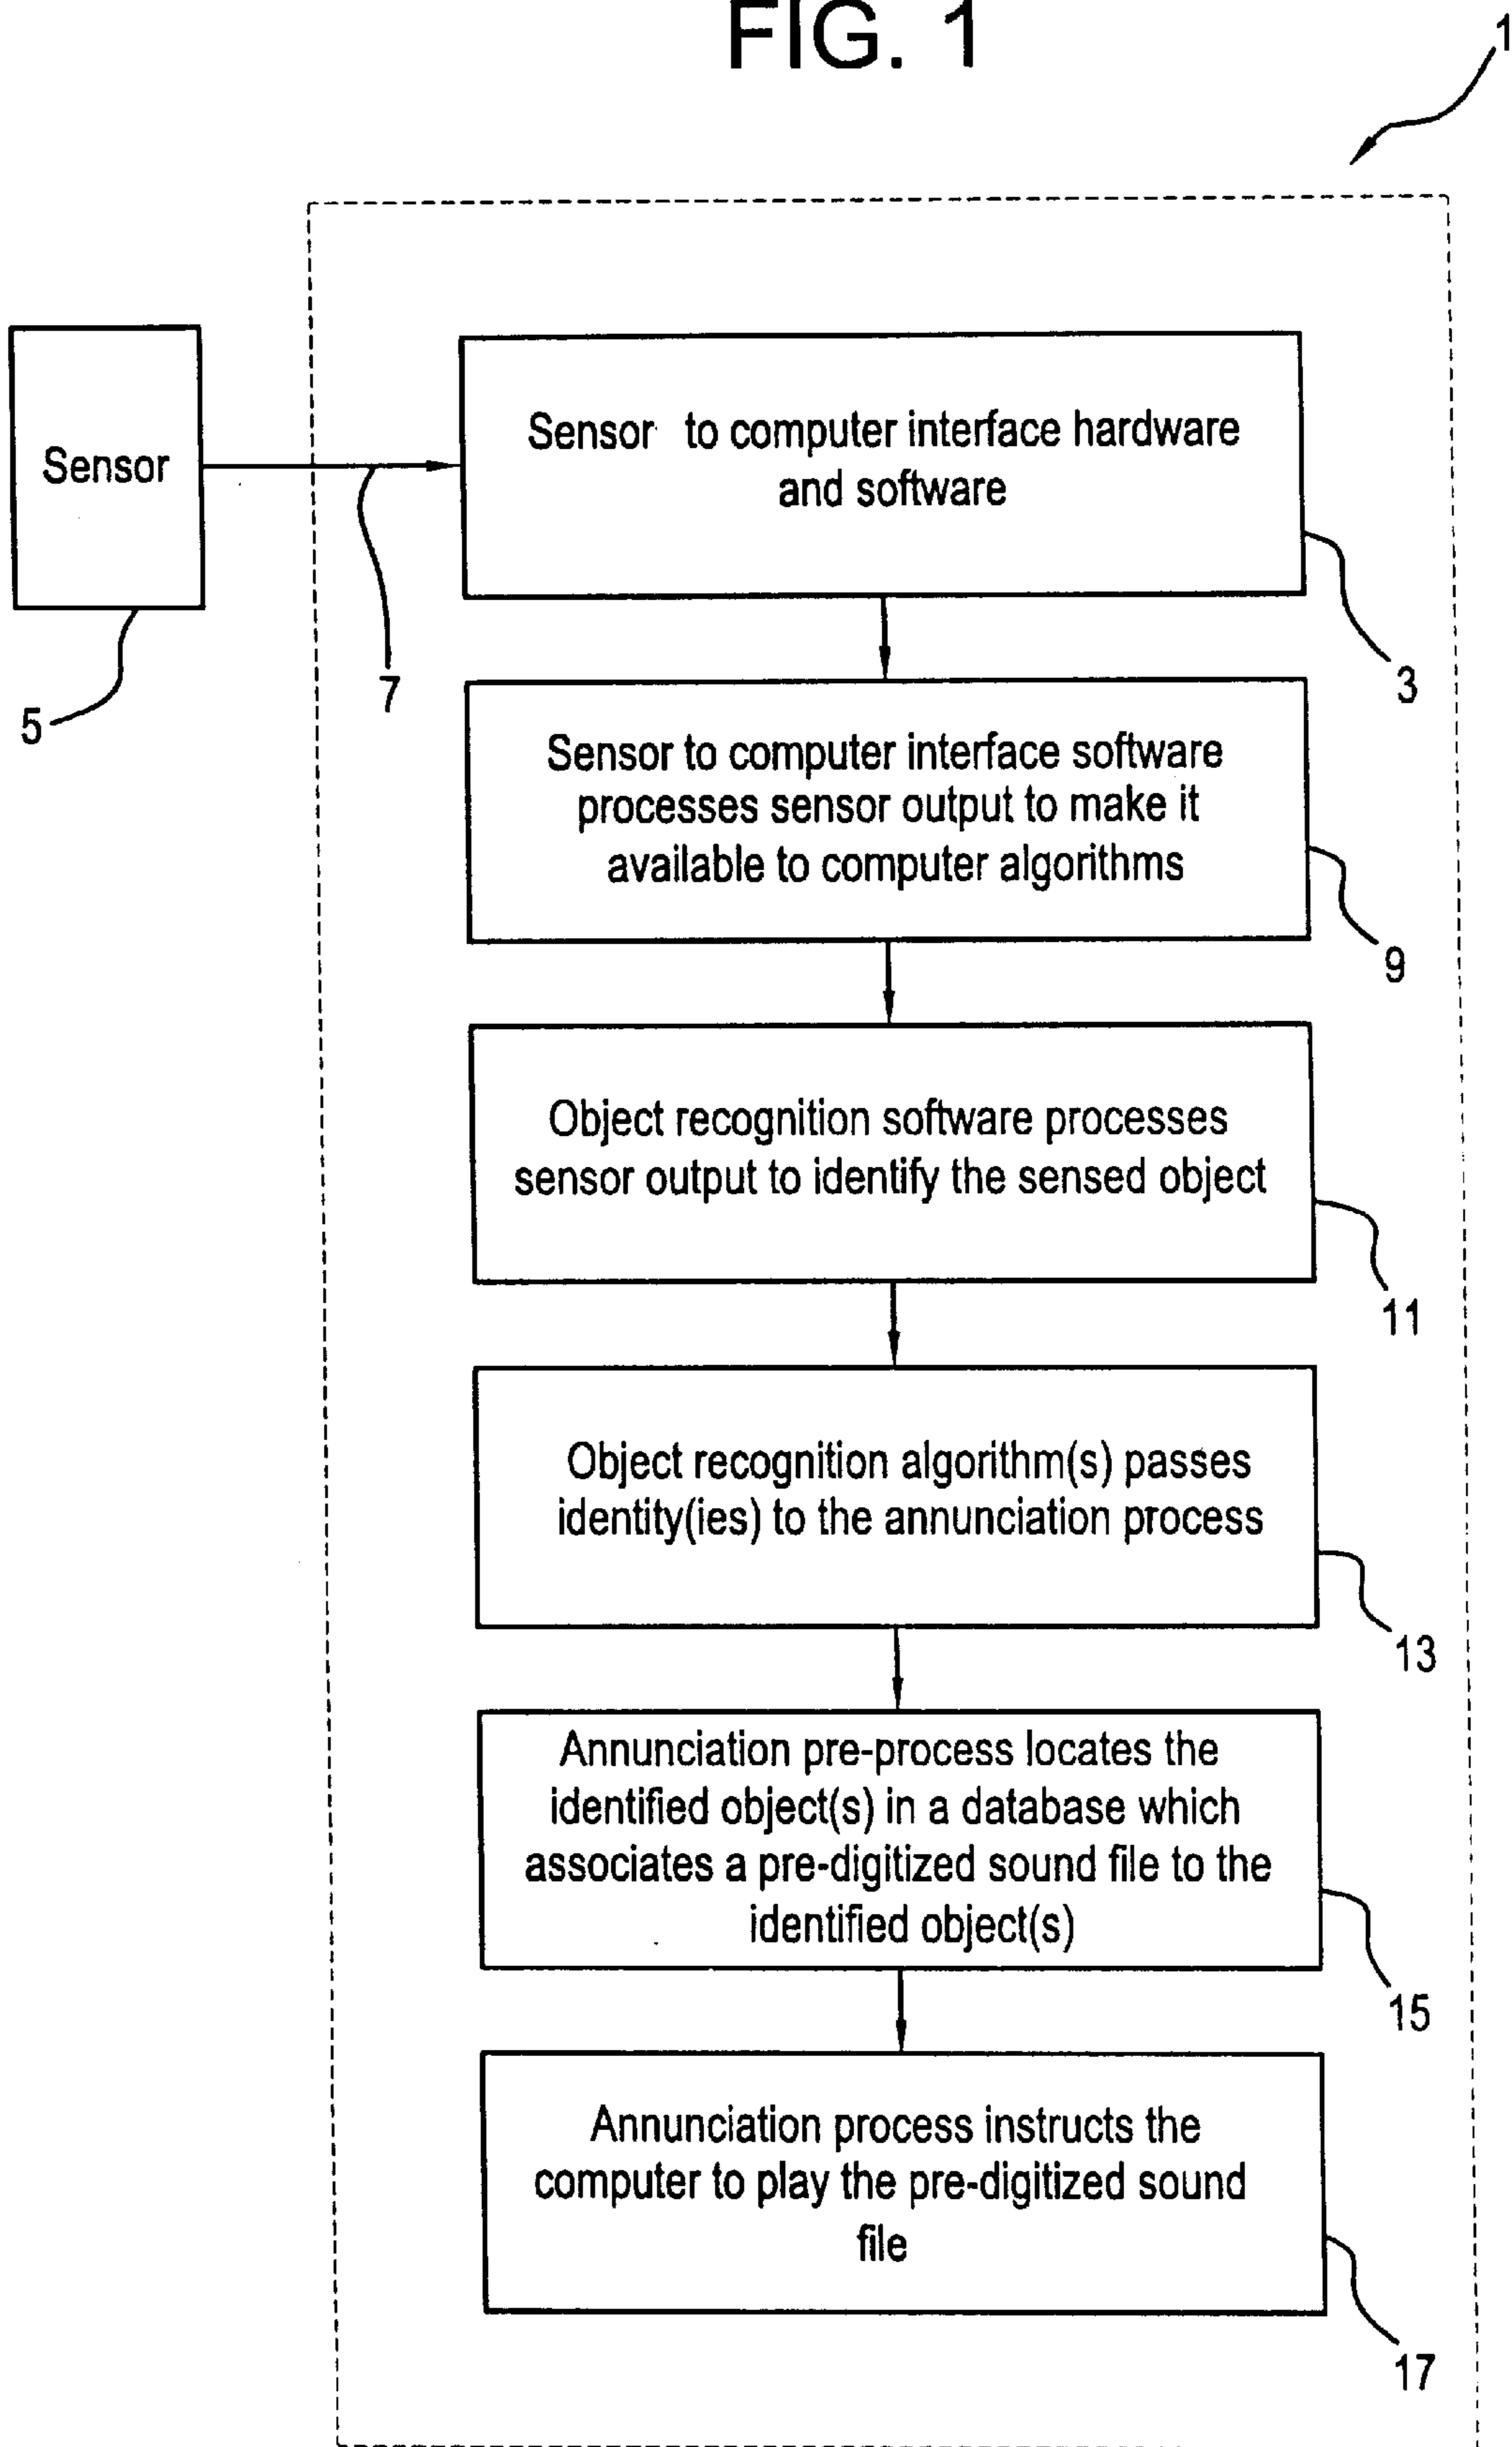 FIG. 1
1
Sensor
5
7
Sensor to computer interface hardware
and software
3
Sensor to computer interface software
processes sensor output to make it
available to computer algorithms
9
Object recognition software processes
sensor output to identify the sensed object
11
Object recognition algorithm(s) passes
identity(ies) to the annunciation process
13
Annunciation pre-process locates the
identified object(s) in a database which
associates a pre-digitized sound file to the
identified object(s)
15
Annunciation process instructs the
computer to play the pre-digitized sound
file
17